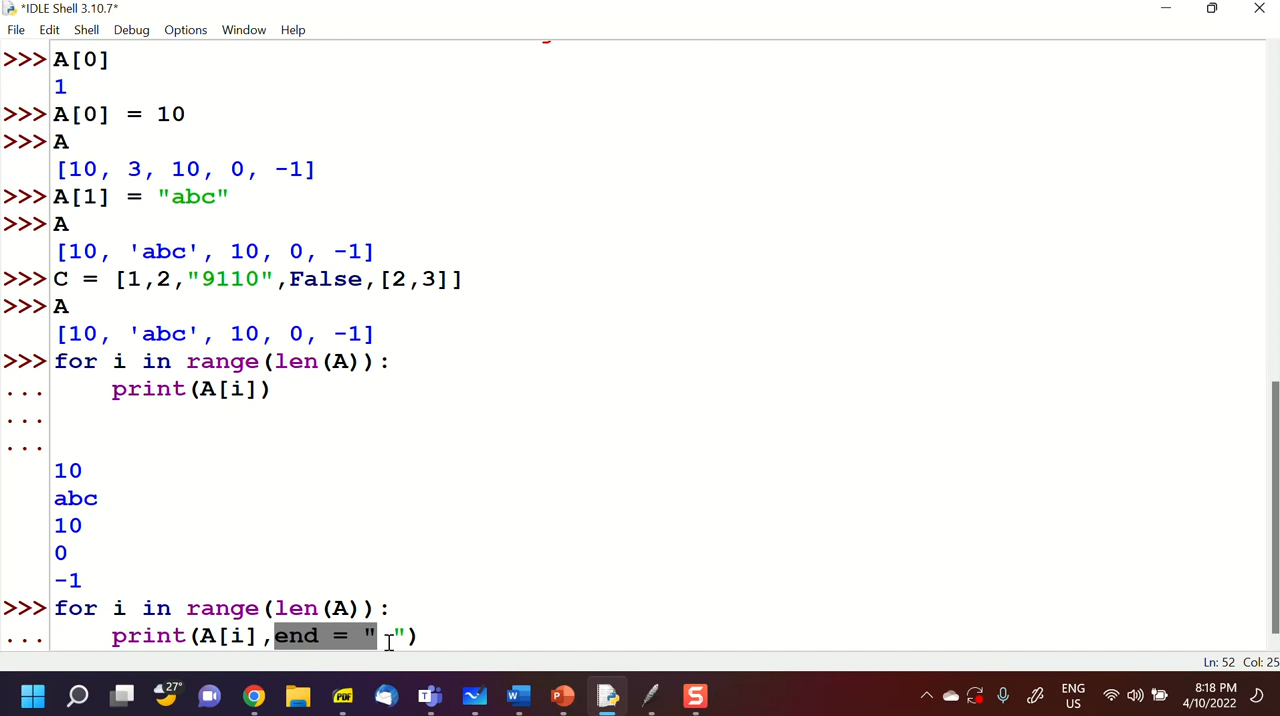 *IDLE Shell 3.10.7*
File Edit Shell Debug Options Window Help
>>> A[0]
1
>>> A[0] = 10
>>> A
[10, 3, 10, 0, -1]
>>> A[1] = "abc"
>>> A
[10, 'abc', 10, 0, -1]
>>> C = [1,2,"9110",False,[2,3]]
>>> A
[10, 'abc', 10, 0, -1]
>>> for i in range(len(A)):
... print(A[i])
...
...
10
abc
10
0
-1
>>> for i in range(len(A)):
... print(A[i],end = " ")
Ln: 52 Col: 25
27°
PDF
ENG
US
8:18 PM
4/10/2022